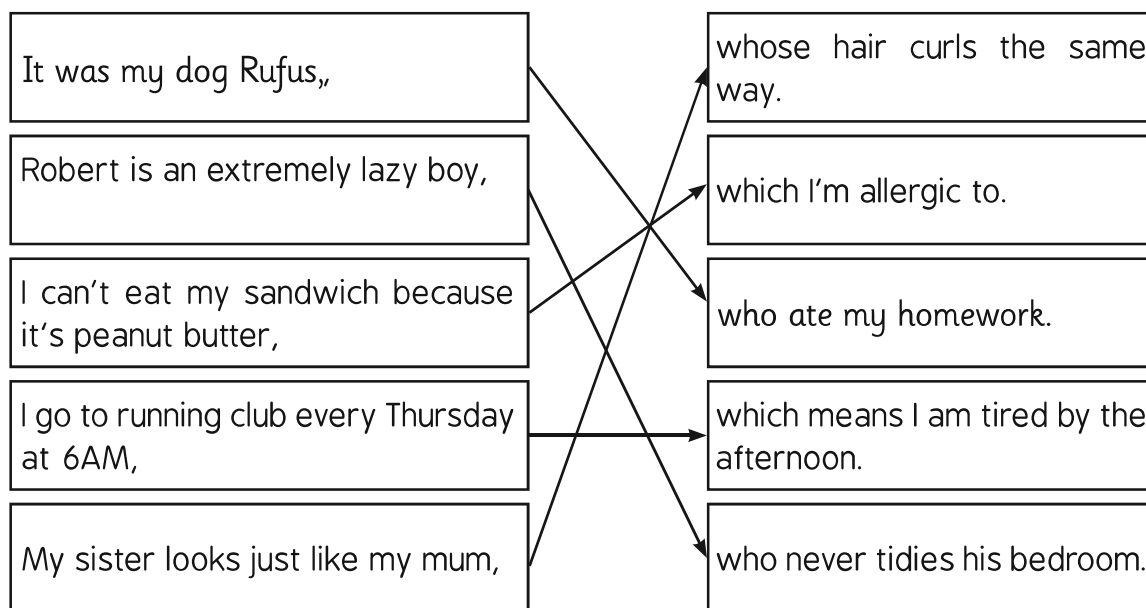 It was my dog Rufus,,
whose hair curls the same
way.
Robert is an extremely lazy boy,
which I'm allergic to.
I can't eat my sandwich because
it's peanut butter,
who ate my homework.
I go to running club every Thursday
at 6AM,
which means I am tired by the
afternoon.
My sister looks just like my mum,
who never tidies his bedroom.